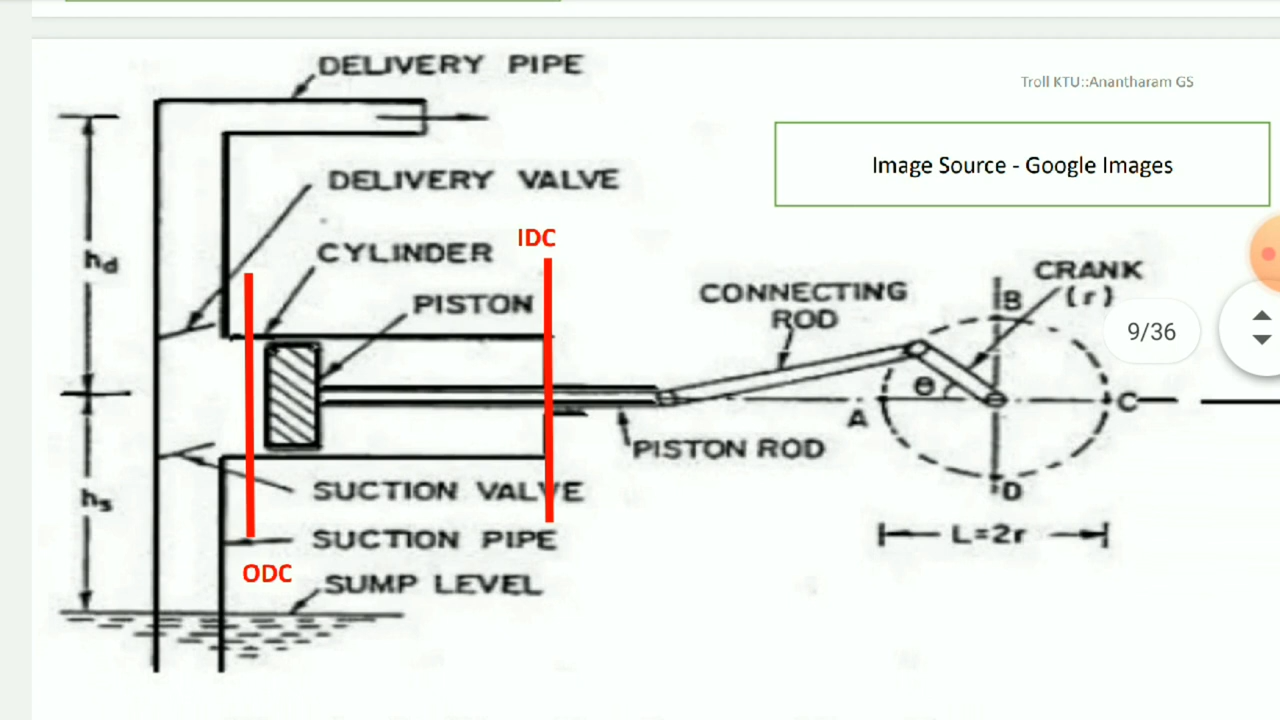 DELIVERY PIPE
Troll KTU::Anantharam GS
Image Source - Google Images
DELIVERY VALVE
IDC
CYLINDER
hd
PISTON
CONNECTING
ROD
CRANK
(r)
B
9/36
θ
A
C
PISTON ROD
hs
SUCTION VALVE
D
SUCTION PIPE
L=2r
ODC
SUMP LEVEL